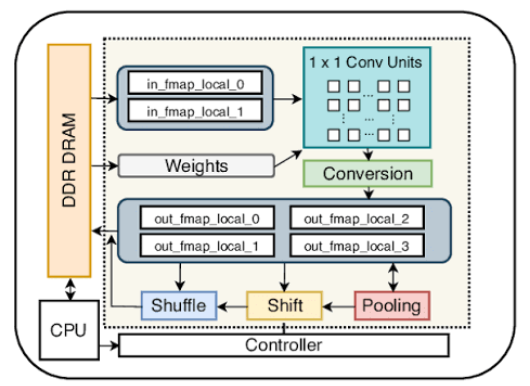 1 x 1 Conv Units
in_fmap_local_0
in_fmap_local_1
...
...
DDR DRAM
Weights
Conversion
out_fmap_local_0
out_fmap_local_2
out_fmap_local_1
out_fmap_local_3
Shuffle
Shift
Pooling
CPU
Controller